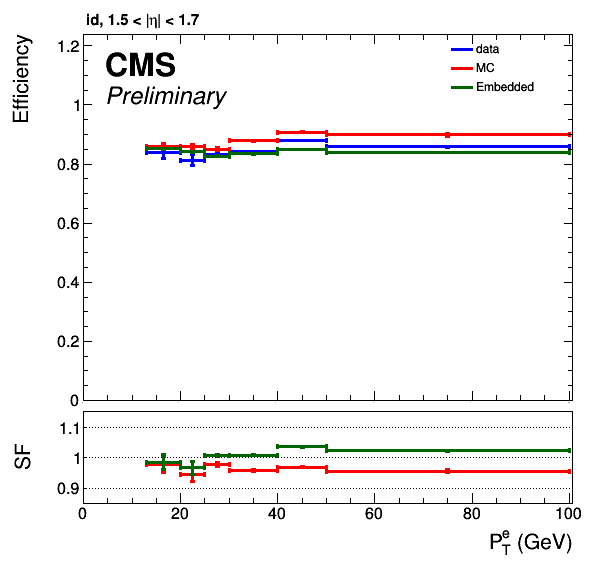 id, 1.5 < |η| < 1.7
Efficiency
CMS
Preliminary
data
MC
Embedded
1.2
1
0.8
0.6
0.4
0.2
0
SF
1.1
1
0.9
0 20 40 60 80 100
P_T^e (GeV)